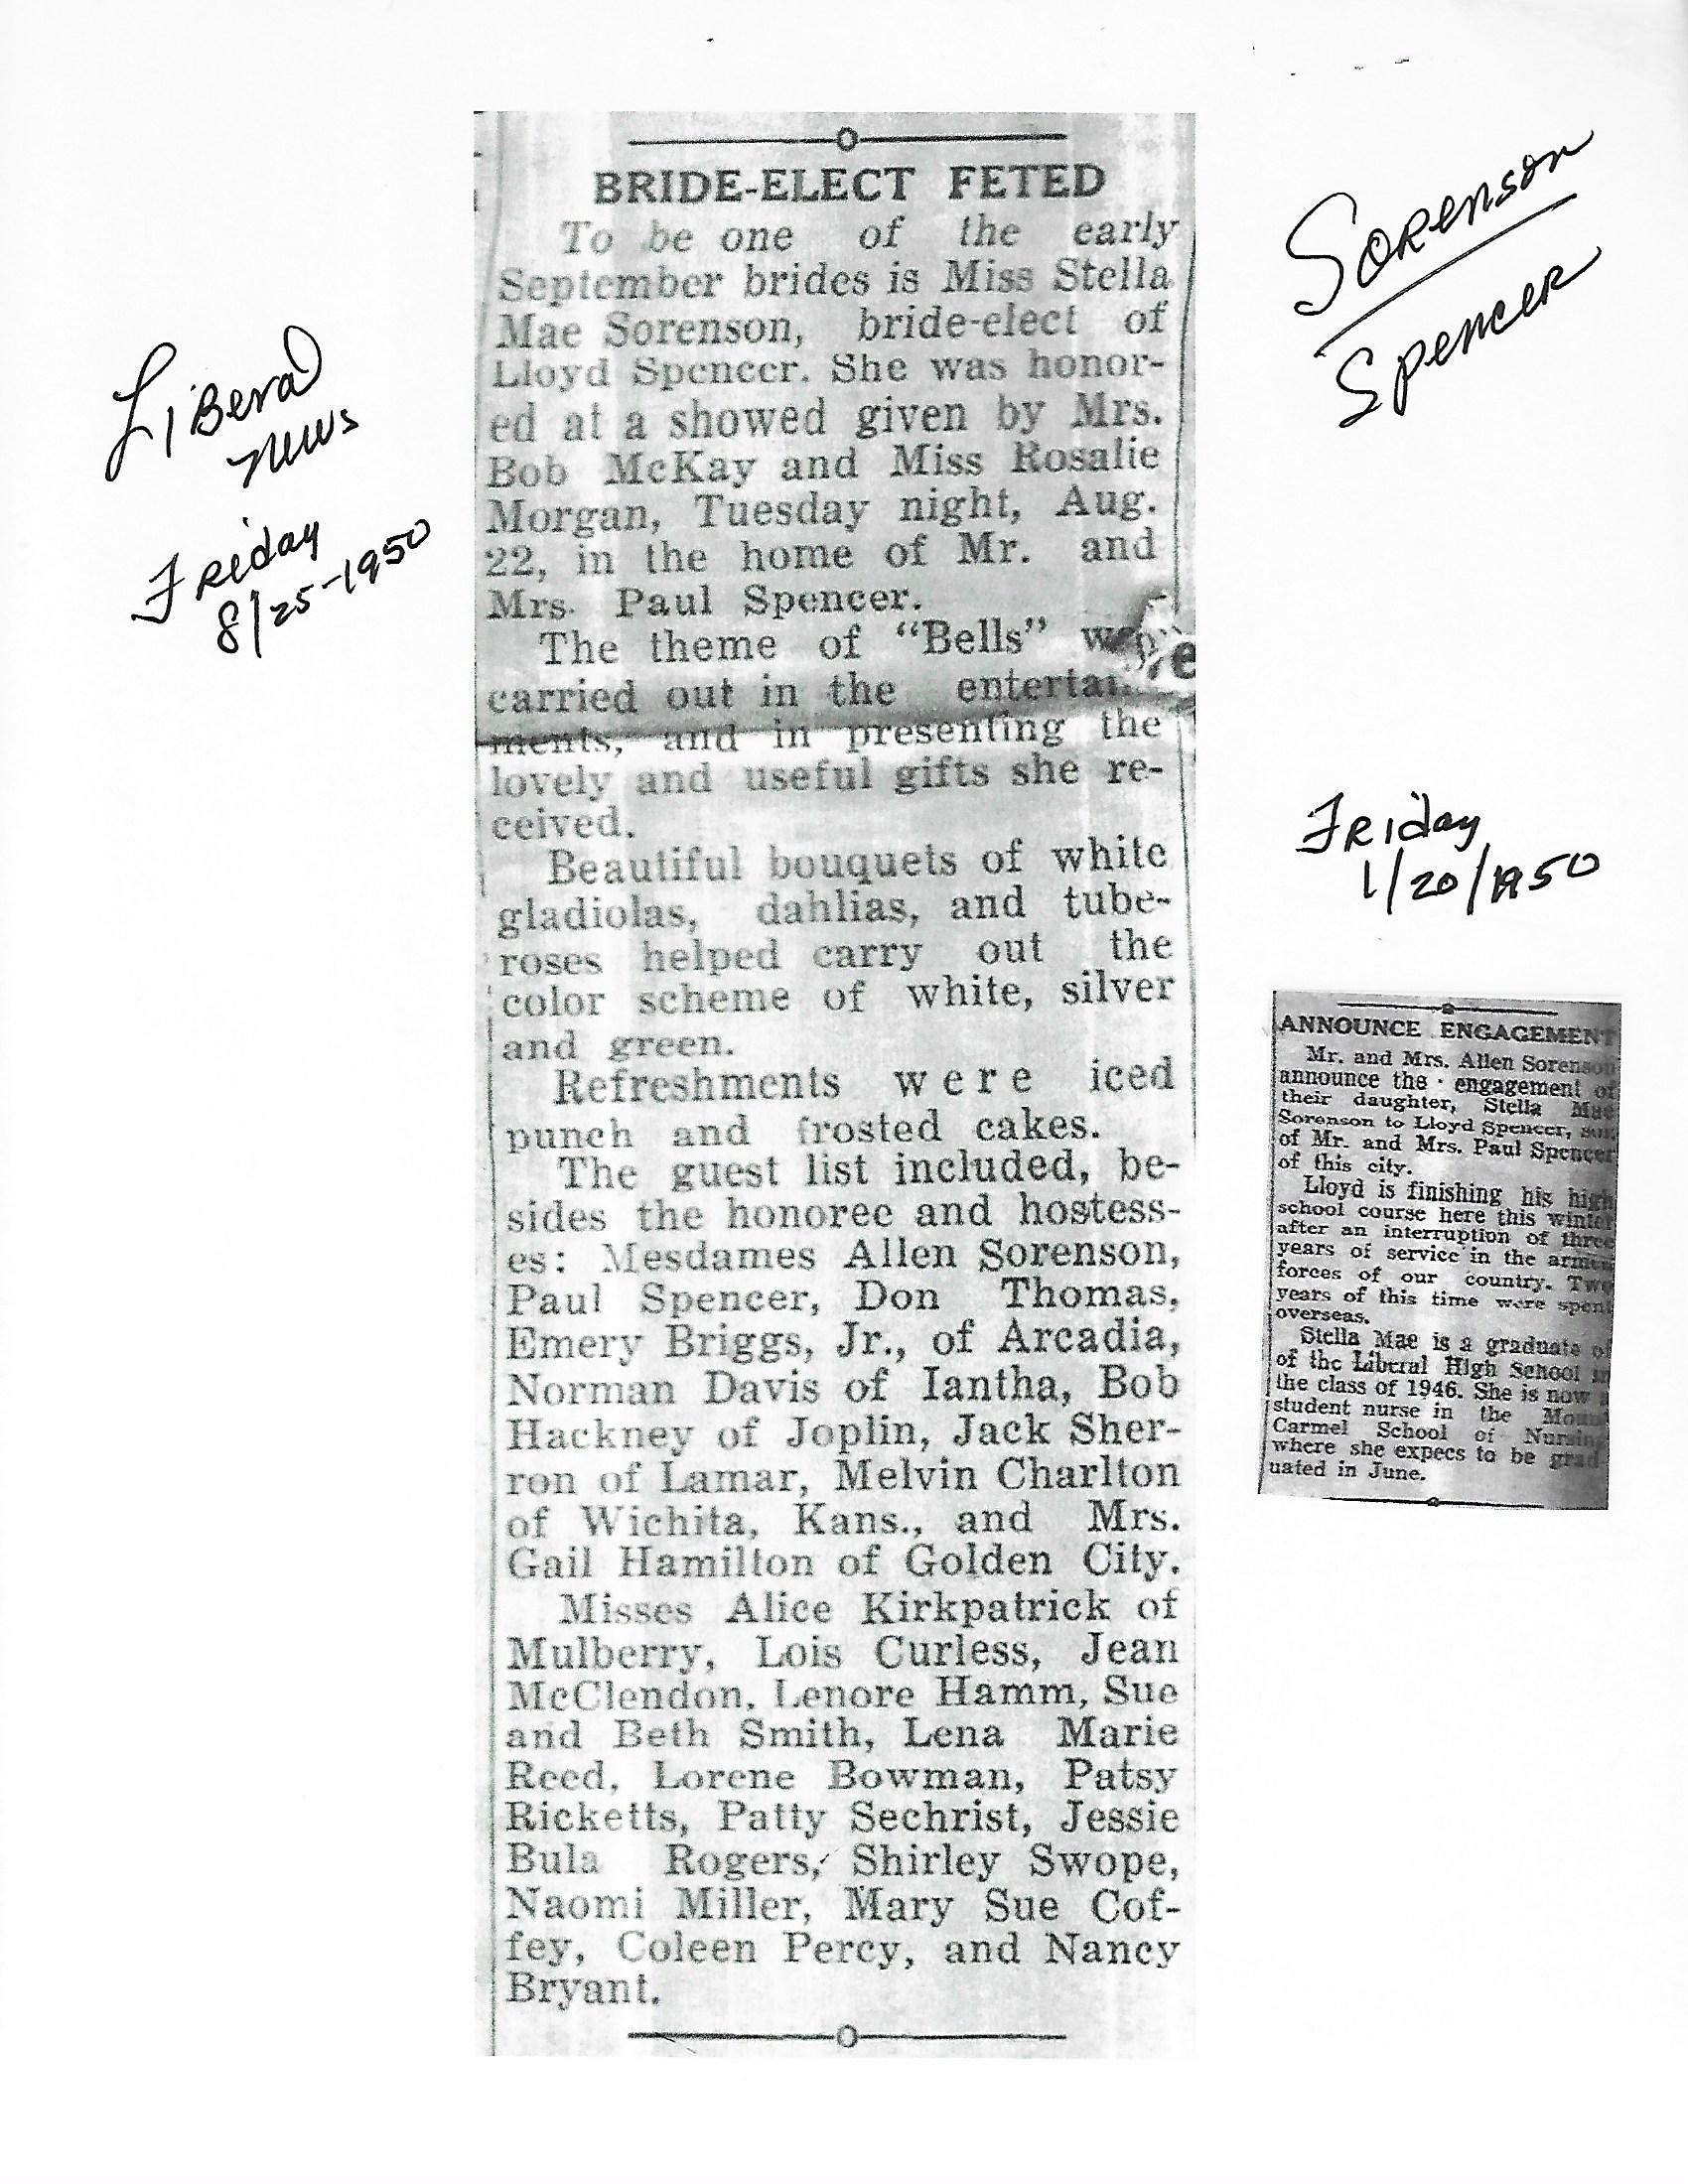 Liberal
News
Friday
8/25-1950
BRIDE-ELECT FETED
To be one of the early
September brides is Miss Stella
Mae Sorenson, bride-elect of
Lloyd Spencer. She was honor-
ed at a showed given by Mrs.
Bob McKay and Miss Rosalie
Morgan, Tuesday night, Aug.
22, in the home of Mr. and
Mrs. Paul Spencer.
The theme of "Bells"
carried out in the
ments, and in presenting the
lovely and useful gifts she re-
ceived.
Beautiful bouquets of white
gladiolas, dahlias, and tube-
roses helped carry out the
color scheme of white, silver
and green.
Refreshments were iced
punch and frosted cakes.
The guest list included, be-
sides the honoree and hostess-
es: Mesdames Allen Sorenson,
Paul Spencer, Don Thomas,
Emery Briggs, Jr., of Arcadia,
Norman Davis of Iantha, Bob
Hackney of Joplin, Jack Sher-
ron of Lamar, Melvin Charlton
of Wichita, Kans., and Mrs.
Gail Hamilton of Golden City.
Misses Alice Kirkpatrick of
Mulberry, Lois Curless, Jean
McClendon, Lenore Hamm, Sue
and Beth Smith, Lena Marie
Reed, Lorene Bowman, Patsy
Ricketts, Patty Sechrist, Jessie
Bula Rogers, Shirley Swope,
Naomi Miller, Mary Sue Cof-
fey, Coleen Percy, and Nancy
Bryant.
Sorenson
Spencer
Friday
1/20/1950
ANNOUNCE ENGAGEMENT
Mr. and Mrs. Allen Sorenson
announce the engagement of
their daughter, Stella Mae
Sorenson to Lloyd Spencer, son
of Mr. and Mrs. Paul Spencer
of this city.
Lloyd is finishing his high
school course here this winter
after an interruption of three
years of service in the armed
forces of our country. Two
years of this time were spent
overseas.
Stella Mae is a graduate of
of the Liberal High School in
the class of 1946. She is now a
student nurse in the Mount
Carmel School of Nursing
where she expecs to be grad-
uated in June.